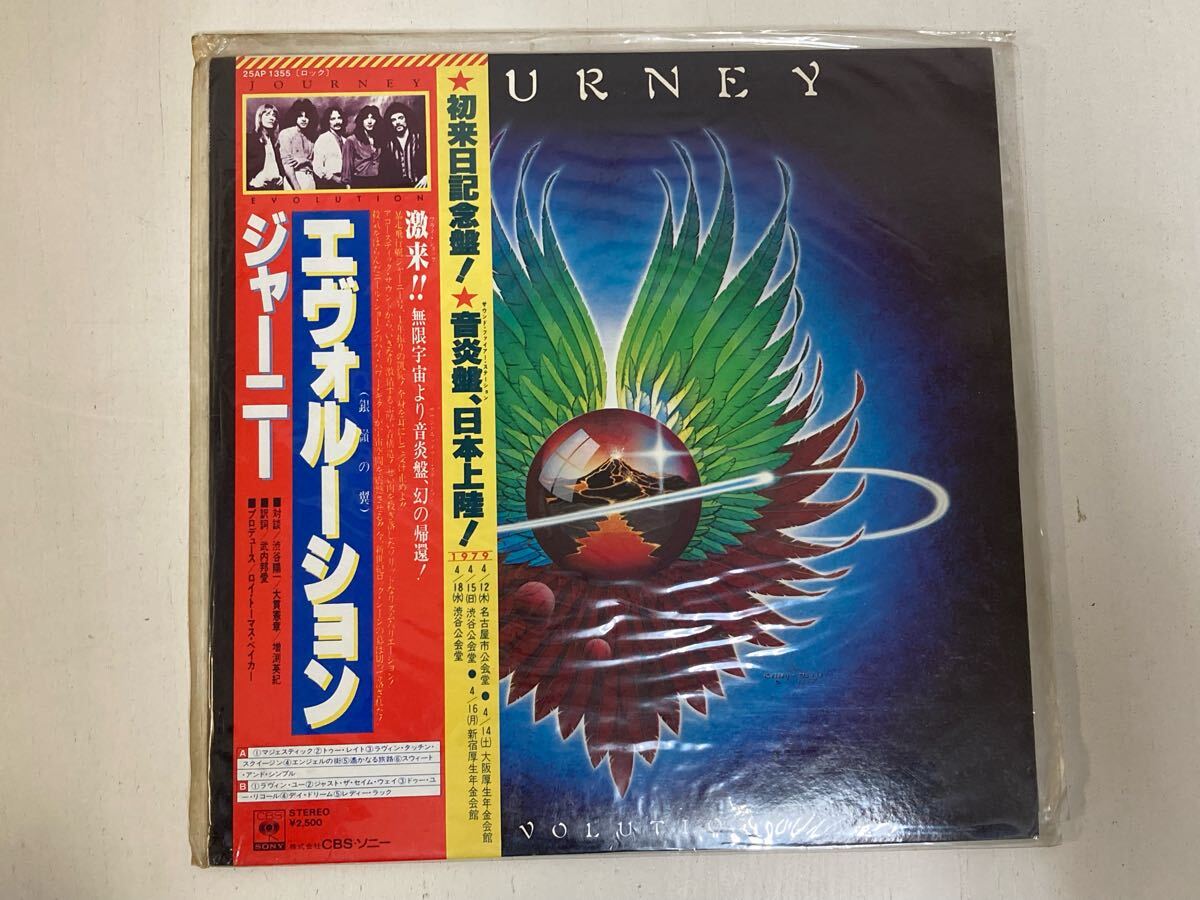 25AP 1355 〔ロック〕
JOURNEY
EVOLUTION
エヴォルーション
(銀嶺の翼)
ジャーニー
激来!! 無限宇宙より音炎盤、幻の帰還!
■対談/渋谷陽一/大貫憲章/増渕英紀
■訳詞 武内邦愛
■プロデュース/ロイ・トーマス・ベイカー
A ①マジェスティック②トゥー・レイト③ラヴィン・タッチン・
スクイージン④エンジェルの街⑤遥かなる旅路⑥スウィート
・アンド・シンプル
B ①ラヴィン・ユー②ジャスト・ザ・セイム・ウェイ③ドゥー・ユ
ー・リコール④デイ・ドリーム⑤レディー・ラック
CBS
SONY
STEREO
¥2,500
株式会社CBS・ソニー
★初来日記念盤!★音炎盤、日本上陸!
サウンド・ファイアー・ステーション
1979
4/12(木) 名古屋市公会堂 ● 4/14(土) 大阪厚生年金会館
4/15(日) 渋谷公会堂 ● 4/16(月) 新宿厚生年金会館
4/18(水) 渋谷公会堂
URNEY
VOLUTIO